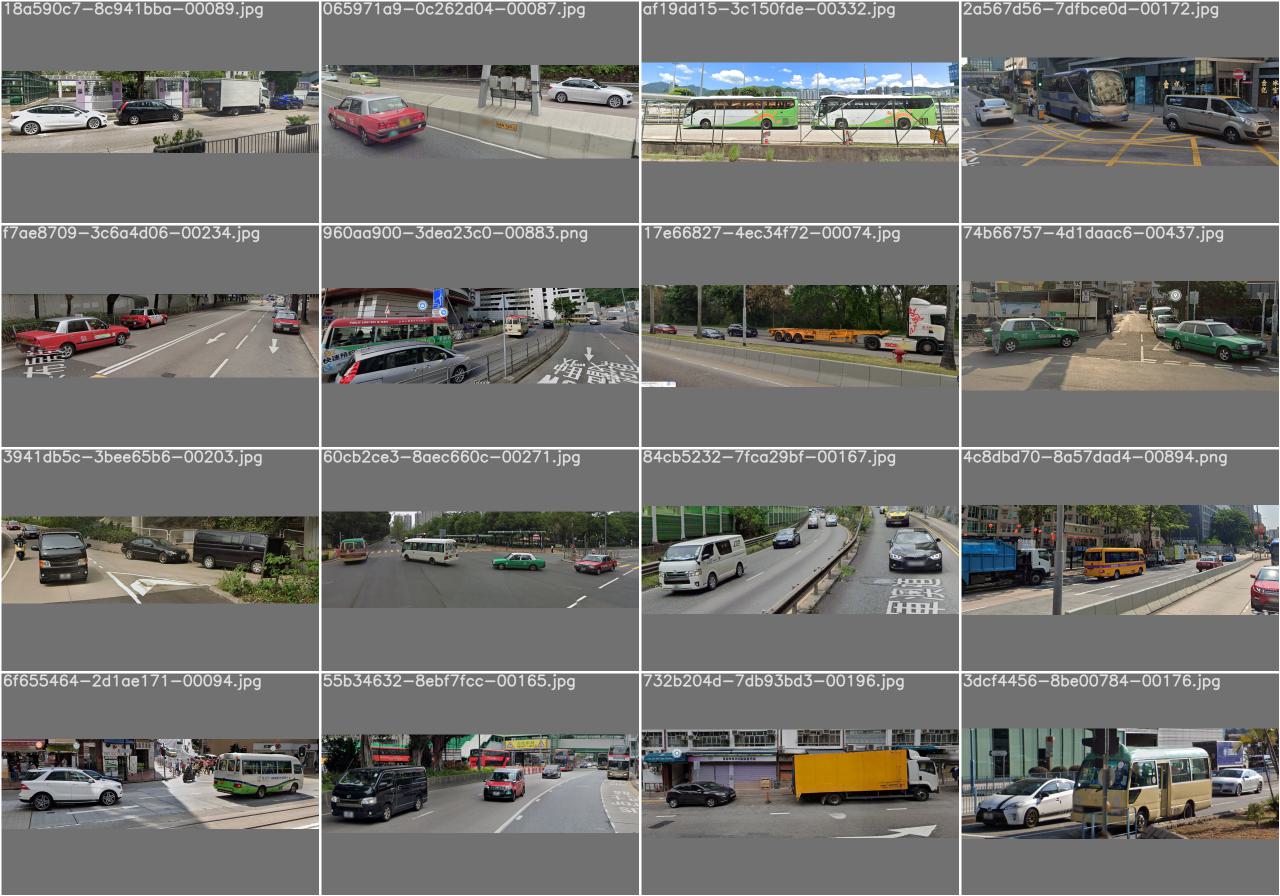 18a590c7-8c941bba-00089.jpg
065971a9-0c262d04-00087.jpg
af19dd15-3c150fde-00332.jpg
2a567d56-7dfbce0d-00172.jpg
f7ae8709-3c6a4d06-00234.jpg
960aa900-3dea23c0-00883.png
17e66827-4ec34f72-00074.jpg
74b66757-4d1daac6-00437.jpg
3941db5c-3bee65b6-00203.jpg
60cb2ce3-8aec660c-00271.jpg
84cb5232-7fca29bf-00167.jpg
4c8dbd70-8a57dad4-00894.png
6f655464-2d1ae171-00094.jpg
55b34632-8ebf7fcc-00165.jpg
732b204d-7db93bd3-00196.jpg
3dcf4456-8be00784-00176.jpg